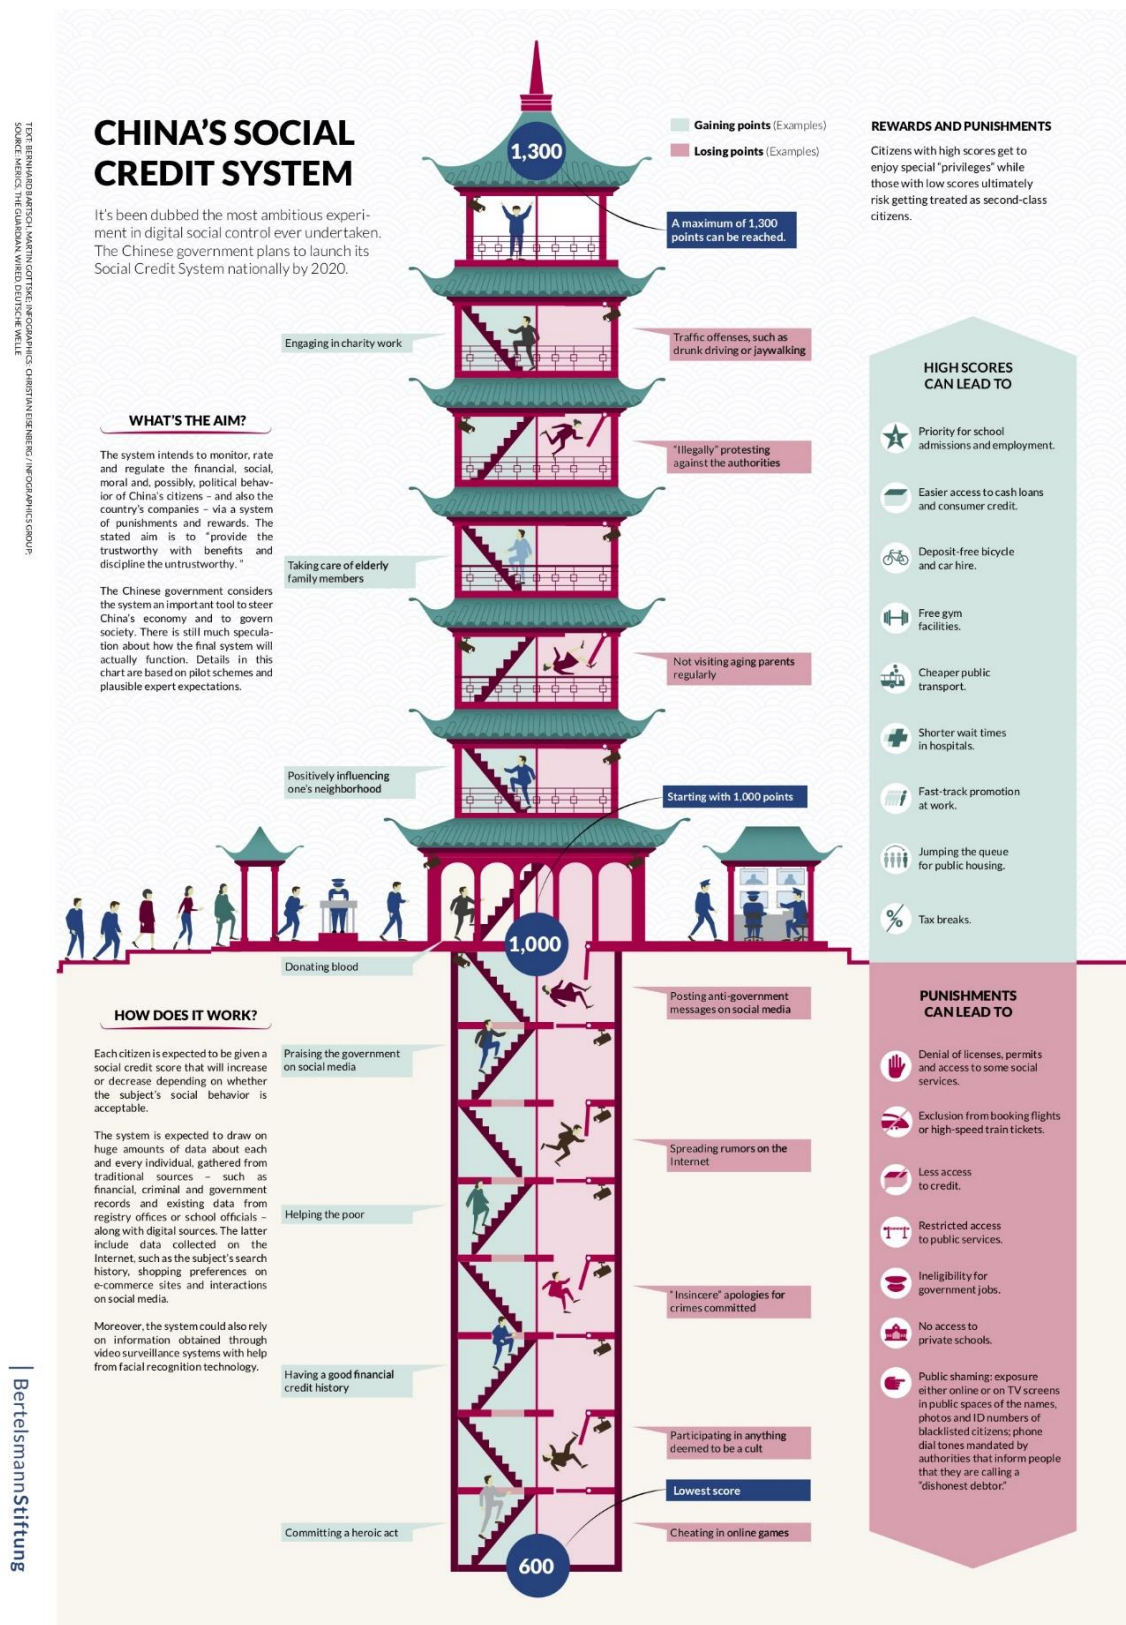 CHINA'S SOCIAL
CREDIT SYSTEM
It's been dubbed the most ambitious experi-
ment in digital social control ever undertaken.
The Chinese government plans to launch its
Social Credit System nationally by 2020.
TEXT: BERNHARD BARTSCH, MARTIN GOTTSKE; INFOGRAPHICS: CHRISTIAN EISENBERG / INFOGRAPHICS GROUP;
SOURCE: MERICS, THE GUARDIAN, WIRED, DEUTSCHE WELLE
1,300
Gaining points (Examples)
Losing points (Examples)
A maximum of 1,300
points can be reached.
REWARDS AND PUNISHMENTS
Citizens with high scores get to
enjoy special "privileges" while
those with low scores ultimately
risk getting treated as second-class
citizens.
WHAT'S THE AIM?
The system intends to monitor, rate
and regulate the financial, social,
moral and, possibly, political behav-
ior of China's citizens – and also the
country's companies – via a system
of punishments and rewards. The
stated aim is to "provide the
trustworthy with benefits and
discipline the untrustworthy. "
The Chinese government considers
the system an important tool to steer
China's economy and to govern
society. There is still much specula-
tion about how the final system will
actually function. Details in this
chart are based on pilot schemes and
plausible expert expectations.
Engaging in charity work
Traffic offenses, such as
drunk driving or jaywalking
"Illegally" protesting
against the authorities
Taking care of elderly
family members
Not visiting aging parents
regularly
Positively influencing
one's neighborhood
Starting with 1,000 points
1,000
HIGH SCORES
CAN LEAD TO
1
Priority for school
admissions and employment.
Easier access to cash loans
and consumer credit.
Deposit-free bicycle
and car hire.
Free gym
facilities.
Cheaper public
transport.
Shorter wait times
in hospitals.
Fast-track promotion
at work.
Jumping the queue
for public housing.
%
Tax breaks.
HOW DOES IT WORK?
Each citizen is expected to be given a
social credit score that will increase
or decrease depending on whether
the subject's social behavior is
acceptable.
The system is expected to draw on
huge amounts of data about each
and every individual, gathered from
traditional sources – such as
financial, criminal and government
records and existing data from
registry offices or school officials –
along with digital sources. The latter
include data collected on the
Internet, such as the subject's search
history, shopping preferences on
e-commerce sites and interactions
on social media.
Moreover, the system could also rely
on information obtained through
video surveillance systems with help
from facial recognition technology.
Donating blood
Posting anti-government
messages on social media
Praising the government
on social media
Spreading rumors on the
Internet
Helping the poor
"Insincere" apologies for
crimes committed
Having a good financial
credit history
Participating in anything
deemed to be a cult
Lowest score
Committing a heroic act
Cheating in online games
600
PUNISHMENTS
CAN LEAD TO
Denial of licenses, permits
and access to some social
services.
Exclusion from booking flights
or high-speed train tickets.
Less access
to credit.
Restricted access
to public services.
Ineligibility for
government jobs.
No access to
private schools.
Public shaming: exposure
either online or on TV screens
in public spaces of the names,
photos and ID numbers of
blacklisted citizens; phone
dial tones mandated by
authorities that inform people
that they are calling a
"dishonest debtor."
BertelsmannStiftung